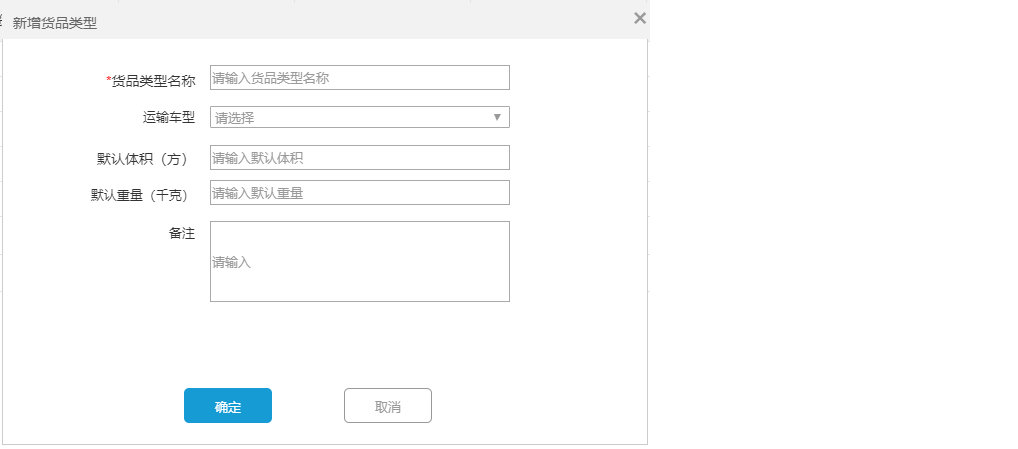 新增货品类型
*货品类型名称 请输入货品类型名称
运输车型 请选择
默认体积（方） 请输入默认体积
默认重量（千克） 请输入默认重量
备注
请输入
确定 取消